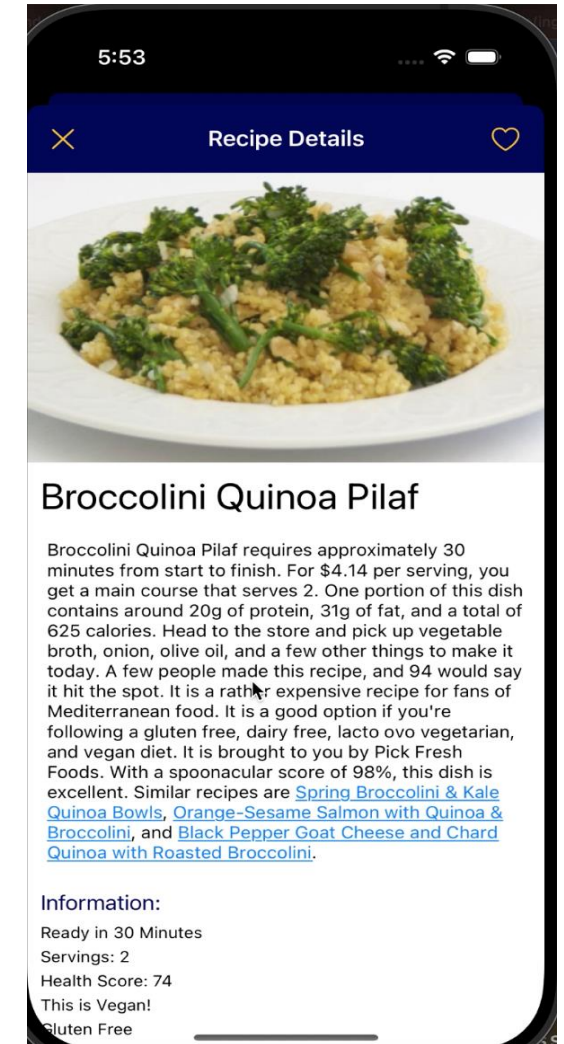 5:53
Recipe Details
Broccolini Quinoa Pilaf
Broccolini Quinoa Pilaf requires approximately 30
minutes from start to finish. For $4.14 per serving, you
get a main course that serves 2. One portion of this dish
contains around 20g of protein, 31g of fat, and a total of
625 calories. Head to the store and pick up vegetable
broth, onion, olive oil, and a few other things to make it
today. A few people made this recipe, and 94 would say
it hit the spot. It is a rather expensive recipe for fans of
Mediterranean food. It is a good option if you're
following a gluten free, dairy free, lacto ovo vegetarian,
and vegan diet. It is brought to you by Pick Fresh
Foods. With a spoonacular score of 98%, this dish is
excellent. Similar recipes are Spring Broccolini & Kale
Quinoa Bowls, Orange-Sesame Salmon with Quinoa &
Broccolini, and Black Pepper Goat Cheese and Chard
Quinoa with Roasted Broccolini.
Information:
Ready in 30 Minutes
Servings: 2
Health Score: 74
This is Vegan!
Gluten Free